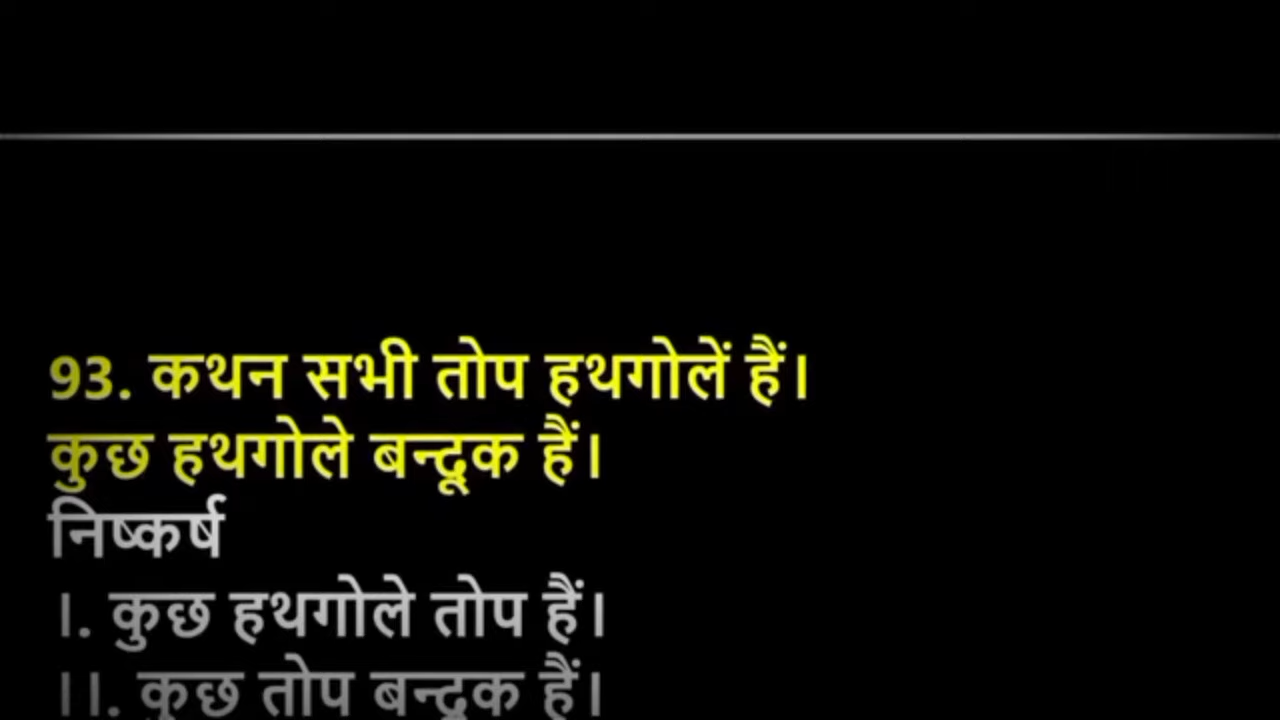 93. कथन सभी तोप हथगोलें हैं।
कुछ हथगोले बन्दूक हैं।
निष्कर्ष
I. कुछ हथगोले तोप हैं।
II. कुछ तोप बन्दूक हैं।